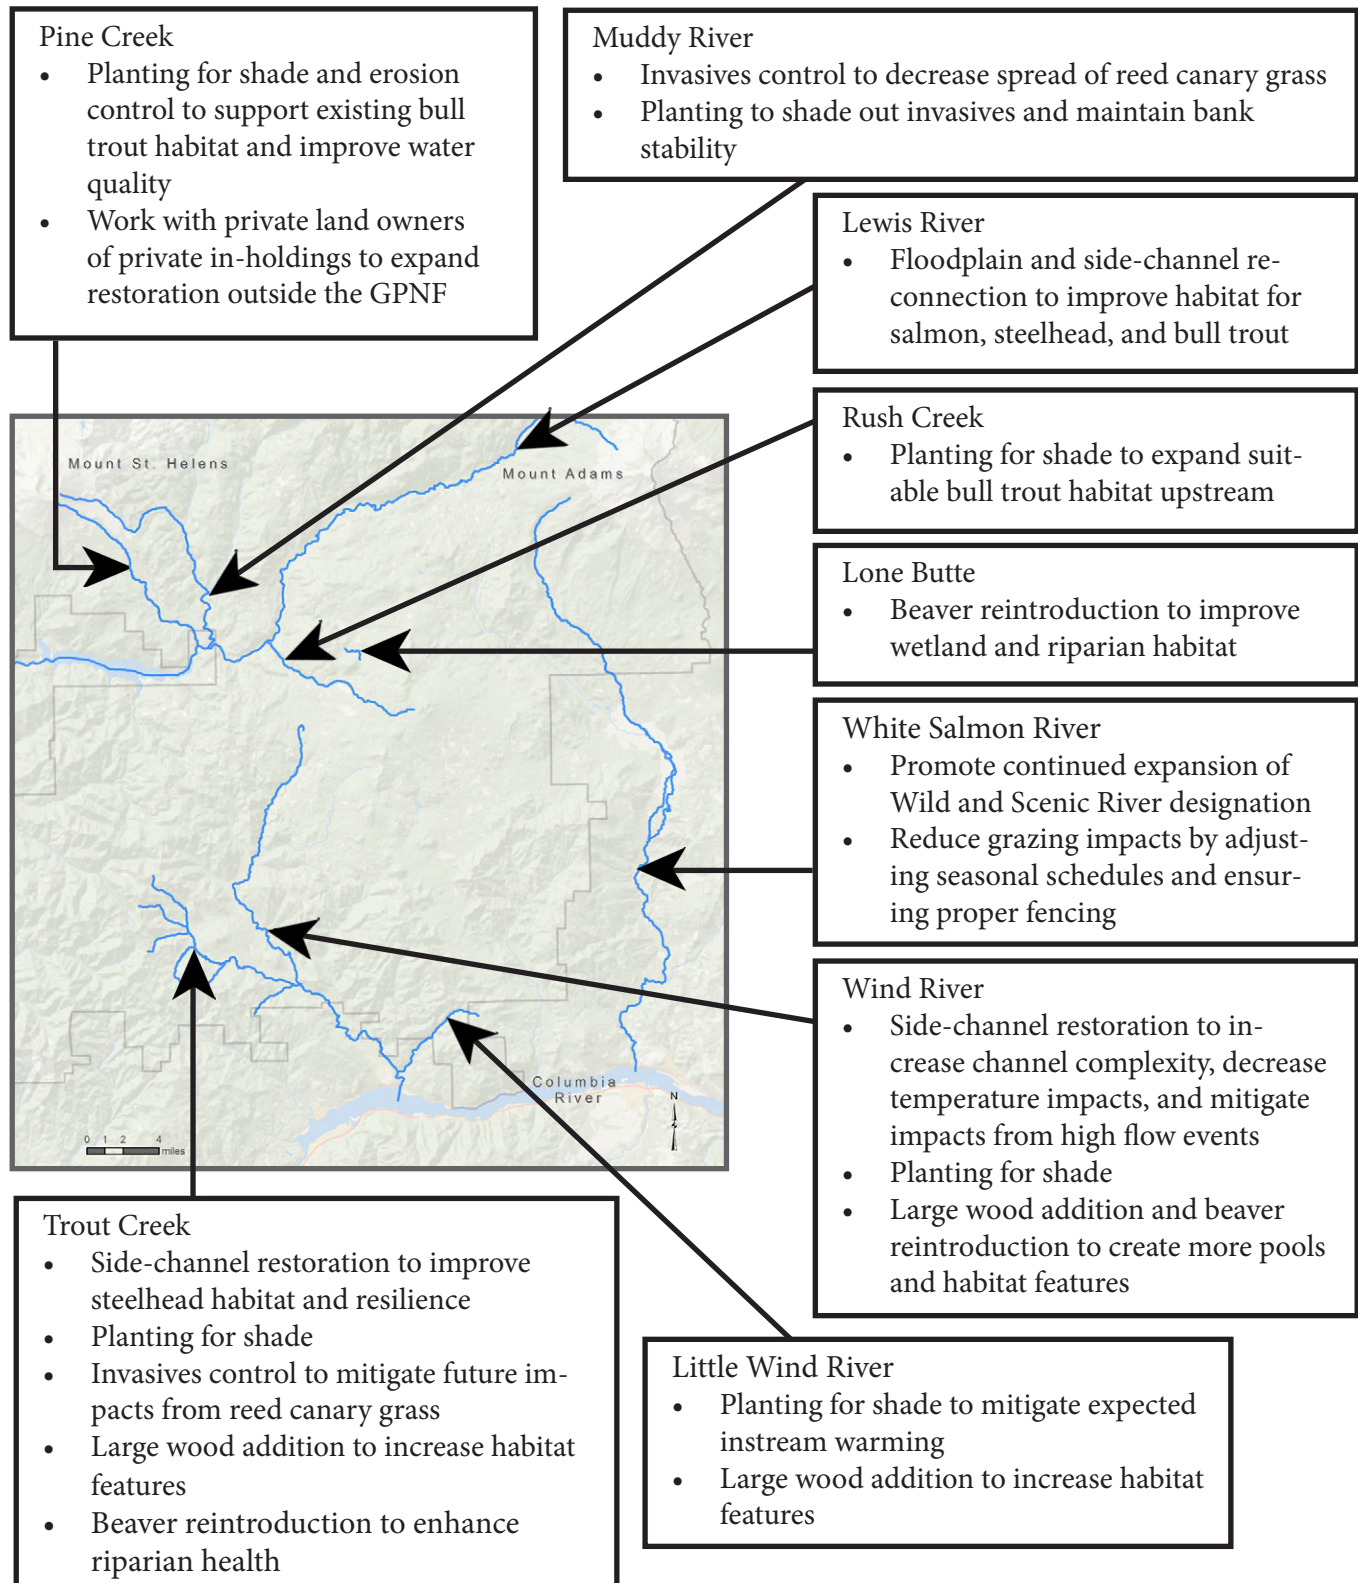 Pine Creek
• Planting for shade and erosion
control to support existing bull
trout habitat and improve water
quality
• Work with private land owners
of private in-holdings to expand
restoration outside the GPNF
Muddy River
• Invasives control to decrease spread of reed canary grass
• Planting to shade out invasives and maintain bank
stability
Lewis River
• Floodplain and side-channel re-
connection to improve habitat for
salmon, steelhead, and bull trout
Rush Creek
• Planting for shade to expand suit-
able bull trout habitat upstream
Lone Butte
• Beaver reintroduction to improve
wetland and riparian habitat
White Salmon River
• Promote continued expansion of
Wild and Scenic River designation
• Reduce grazing impacts by adjust-
ing seasonal schedules and ensur-
ing proper fencing
Wind River
• Side-channel restoration to in-
crease channel complexity, decrease
temperature impacts, and mitigate
impacts from high flow events
• Planting for shade
• Large wood addition and beaver
reintroduction to create more pools
and habitat features
Mount St. Helens
Mount Adams
Columbia
River
N
0 1 2 4
miles
Trout Creek
• Side-channel restoration to improve
steelhead habitat and resilience
• Planting for shade
• Invasives control to mitigate future im-
pacts from reed canary grass
• Large wood addition to increase habitat
features
• Beaver reintroduction to enhance
riparian health
Little Wind River
• Planting for shade to mitigate expected
instream warming
• Large wood addition to increase habitat
features